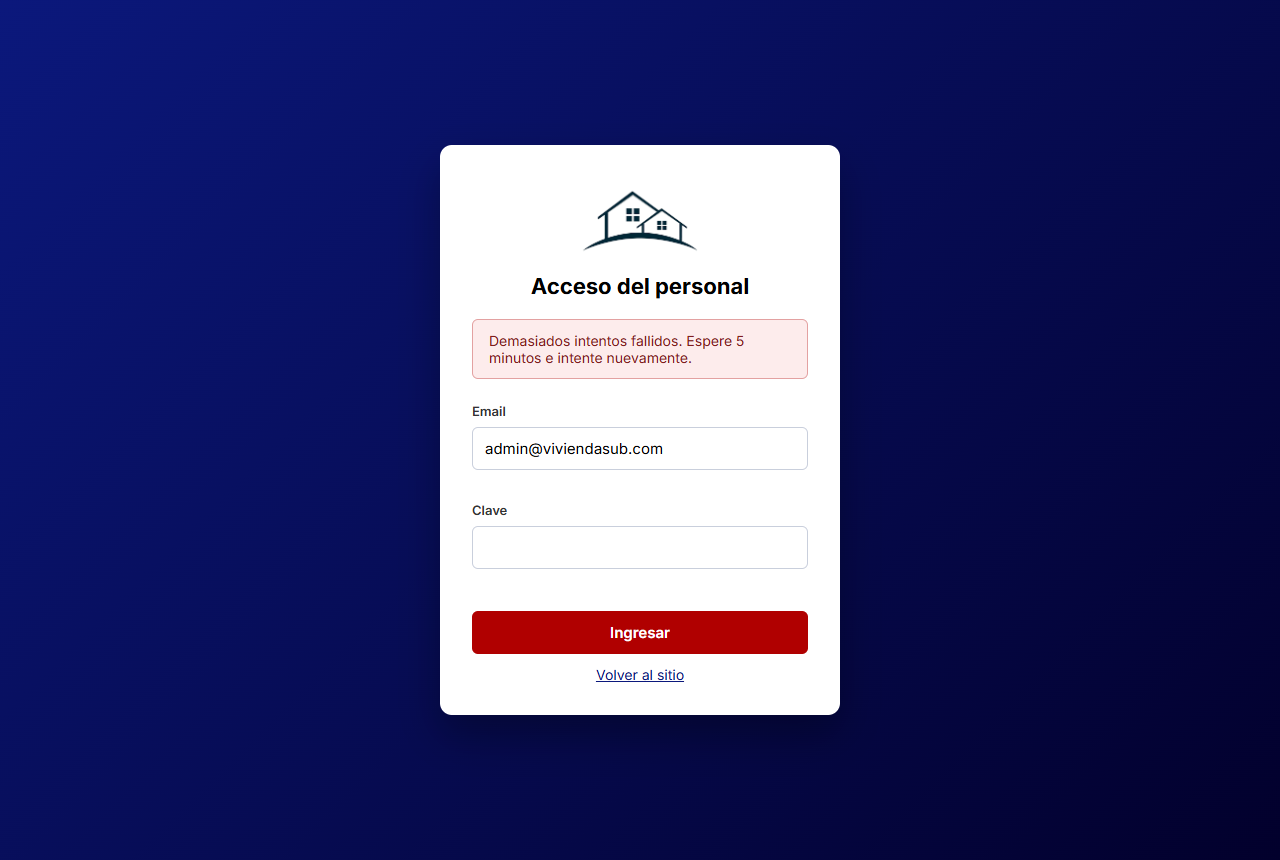 Acceso del personal
Demasiados intentos fallidos. Espere 5
minutos e intente nuevamente.
Email
admin@viviendasub.com
Clave
Ingresar
Volver al sitio